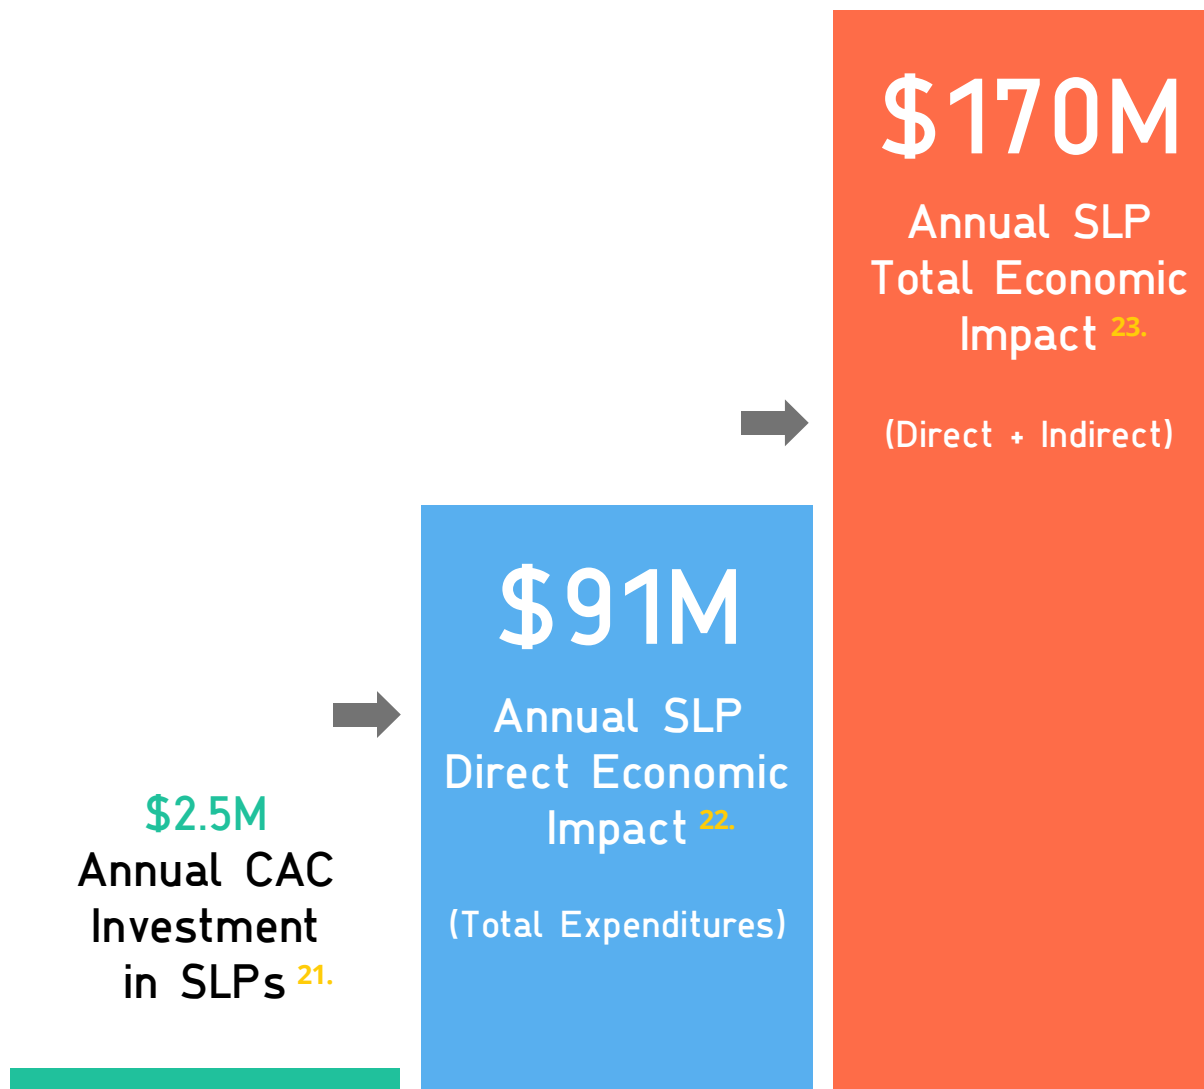 $2.5M
Annual CAC
Investment
in SLPs 21.
$91M
Annual SLP
Direct Economic
Impact 22.
(Total Expenditures)
$170M
Annual SLP
Total Economic
Impact 23.
(Direct + Indirect)